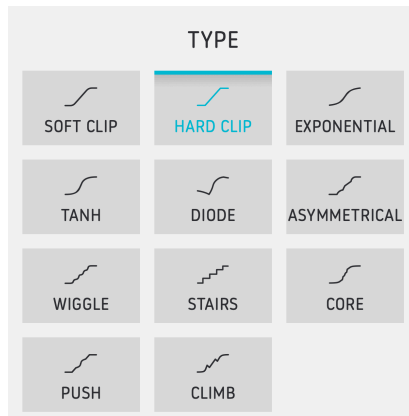 TYPE
SOFT CLIP
HARD CLIP
EXPONENTIAL
TANH
DIODE
ASYMMETRICAL
WIGGLE
STAIRS
CORE
PUSH
CLIMB